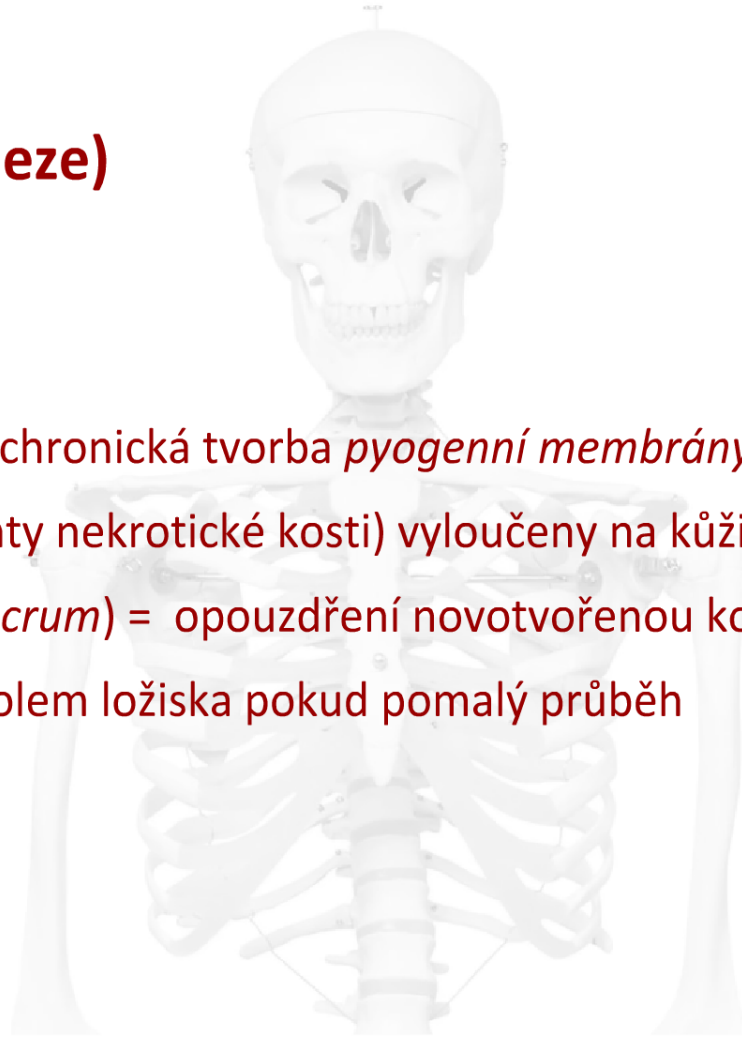 eze)
chronická tvorba pyogenní membrány
nty nekrotické kosti) vyloučeny na kůži
crum) = opouzdření novotvořenou ko
olem ložiska pokud pomalý průběh